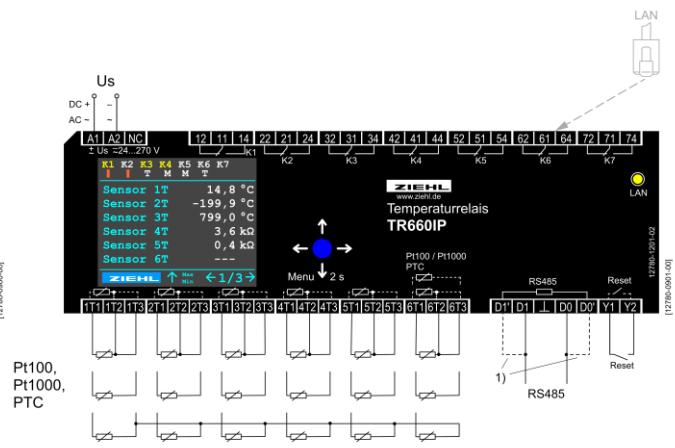 LAN
Us
DC + –
AC ~ ~
A1 A2 NC 12 11 14 22 21 24 32 31 34 42 41 44 52 51 54 62 61 64 72 71 74
± Us ≂24...270 V K1 K2 K3 K4 K5 K6 K7
K1 K2 K3 K4 K5 K6 K7
T M M T
Sensor 1T 14,8 °C
Sensor 2T -199,9 °C
Sensor 3T 799,0 °C
Sensor 4T 3,6 kΩ
Sensor 5T 0,4 kΩ
Sensor 6T ---
ZIEHL ↑ Max Min ←1/3→
ZIEHL
www.ziehl.de
Temperaturrelais
TR660IP
LAN
Menu 2 s
Pt100 / Pt1000
PTC
RS485
Reset
12780-1201-02
12780-0901-00]
1T1 1T2 1T3 2T1 2T2 2T3 3T1 3T2 3T3 4T1 4T2 4T3 5T1 5T2 5T3 6T1 6T2 6T3 D1' D1 ⊥ D0 D0' Y1 Y2
Pt100,
Pt1000,
PTC
1)
RS485
Reset